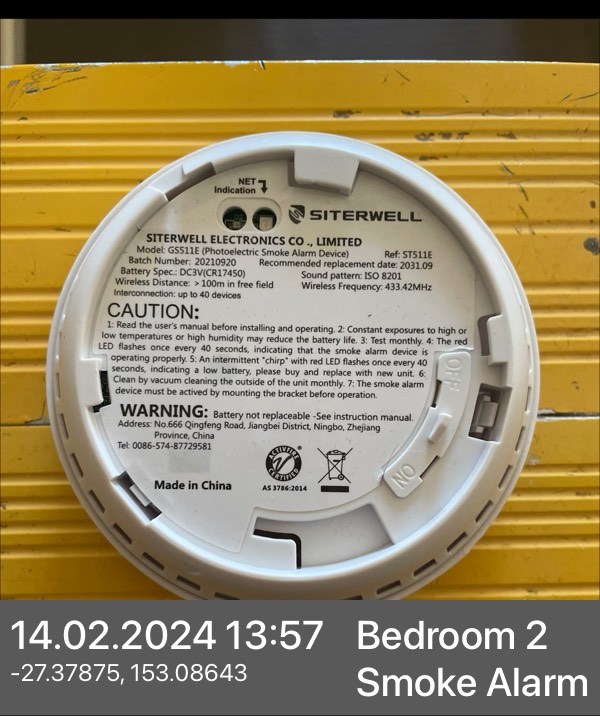 NET
Indication
SITERWELL
SITERWELL ELECTRONICS CO ., LIMITED
Model: GS511E (Photoelectric Smoke Alarm Device) Ref: ST511E
Batch Number: 20210920 Recommended replacement date: 2031.09
Battery Spec.: DC3V(CR17450) Sound pattern: ISO 8201
Wireless Distance: >100m in free field Wireless Frequency: 433.42MHz
Interconnection: up to 40 devices
CAUTION:
1: Read the user's manual before installing and operating. 2: Constant exposures to high or
low temperatures or high humidity may reduce the battery life. 3: Test monthly. 4: The red
LED flashes once every 40 seconds, indicating that the smoke alarm device is
operating properly. 5: An intermittent "chirp" with red LED flashes once every 40
seconds, indicating a low battery, please buy and replace with new unit. 6:
Clean by vacuum cleaning the outside of the unit monthly. 7: The smoke alarm
device must be actived by mounting the bracket before operation.
OFF
WARNING: Battery not replaceable -See instruction manual.
Address: No.666 Qingfeng Road, Jiangbei District, Ningbo, Zhejiang
Province, China
Tel: 0086-574-87729581
ON
ACTIVFIRE
CERTIFIED
Made in China
AS 3786:2014
14.02.2024 13:57
-27.37875, 153.08643
Bedroom 2
Smoke Alarm